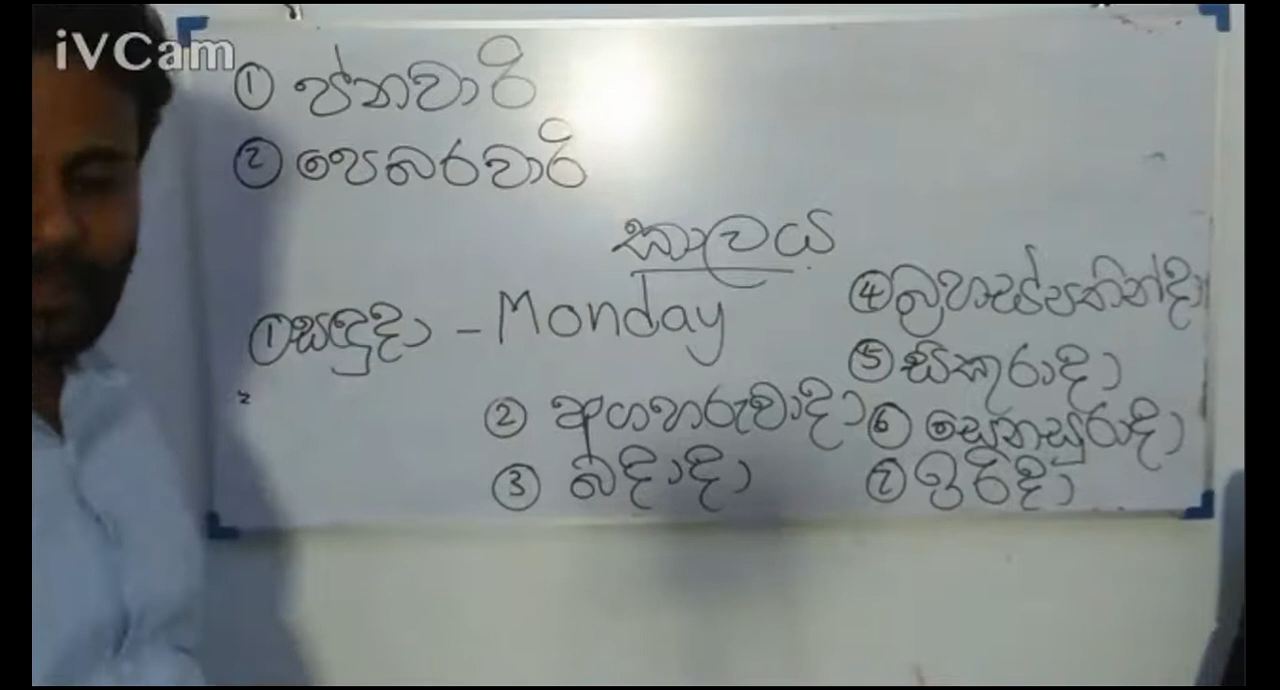 iVCam
① ජනවාරි
② පෙබරවාරි
කාලය
① සඳුදා - Monday
2
② අඟහරුවාදා
③ බදාදා
④ බ්‍රහස්පතින්දා
⑤ සිකුරාදා
⑥ සෙනසුරාදා
⑦ ඉරිදා